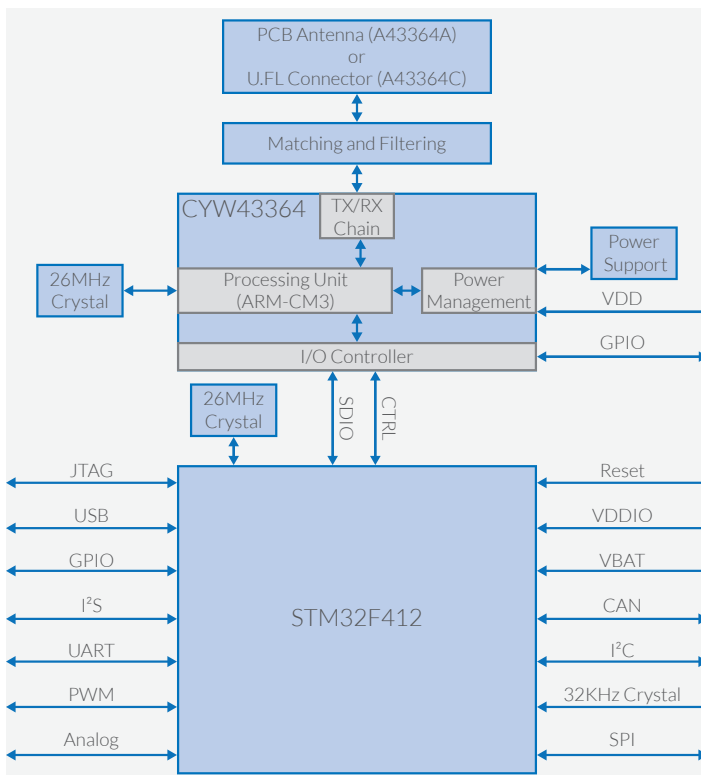 PCB Antenna (A43364A)
or
U.FL Connector (A43364C)
Matching and Filtering
CYW43364
TX/RX
Chain
Power
Support
26MHz
Crystal
Processing Unit
(ARM-CM3)
Power
Management
VDD
GPIO
I/O Controller
26MHz
Crystal
SDIO
CTRL
JTAG
USB
GPIO
I²S
UART
PWM
Analog
STM32F412
Reset
VDDIO
VBAT
CAN
I²C
32KHz Crystal
SPI